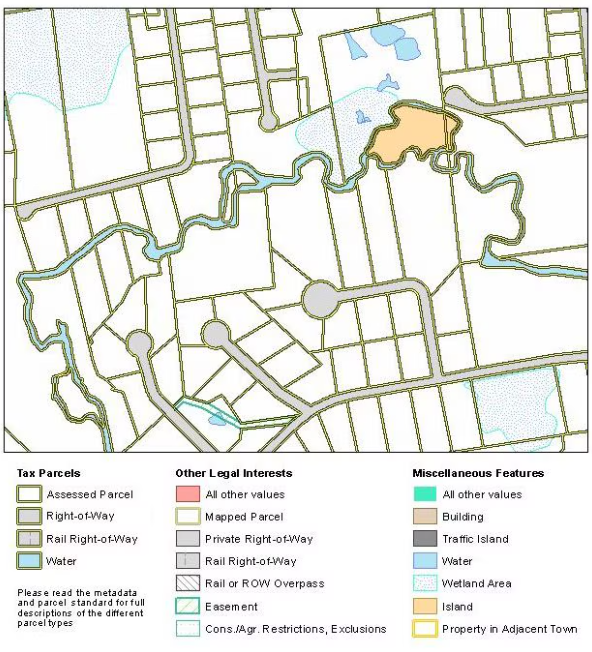 Tax Parcels
Assessed Parcel
Right-of-Way
Rail Right-of-Way
Water
Please read the metadata
and parcel standard for full
descriptions of the different
parcel types
Other Legal Interests
All other values
Mapped Parcel
Private Right-of-Way
Rail Right-of-Way
Rail or ROW Overpass
Easement
Cons./Agr. Restrictions, Exclusions
Miscellaneous Features
All other values
Building
Traffic Island
Water
Wetland Area
Island
Property in Adjacent Town